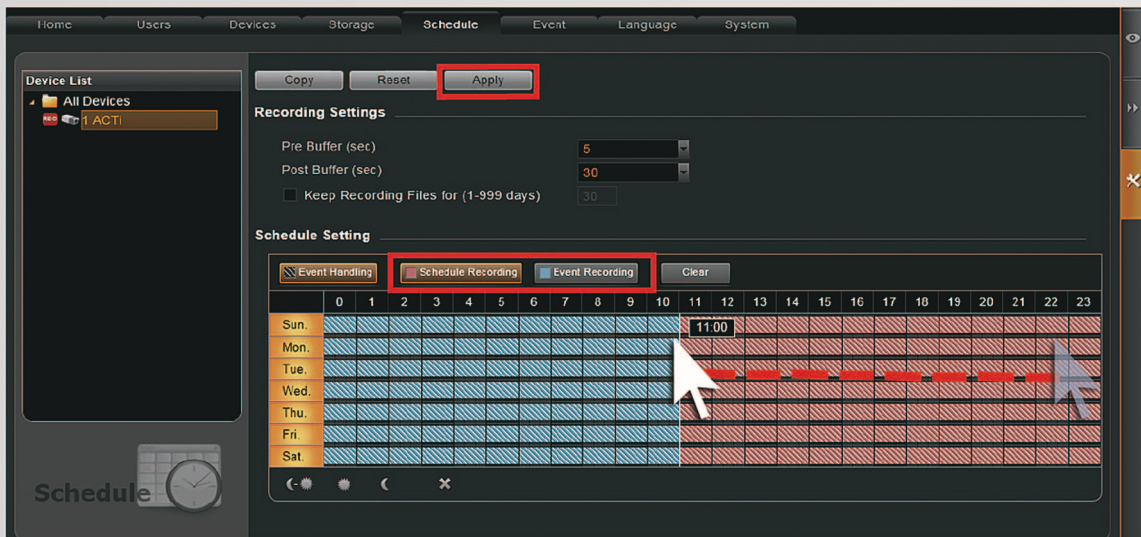 Home Users Devices Storage Schedule Event Language System
Device List
All Devices
REC 1 ACTi
Copy Reset Apply
Recording Settings
Pre Buffer (sec) 5
Post Buffer (sec) 30
Keep Recording Files for (1-999 days) 30
Schedule Setting
Event Handling Schedule Recording Event Recording Clear
0 1 2 3 4 5 6 7 8 9 10 11 12 13 14 15 16 17 18 19 20 21 22 23
Sun. 11:00
Mon.
Tue.
Wed.
Thu.
Fri.
Sat.
Schedule